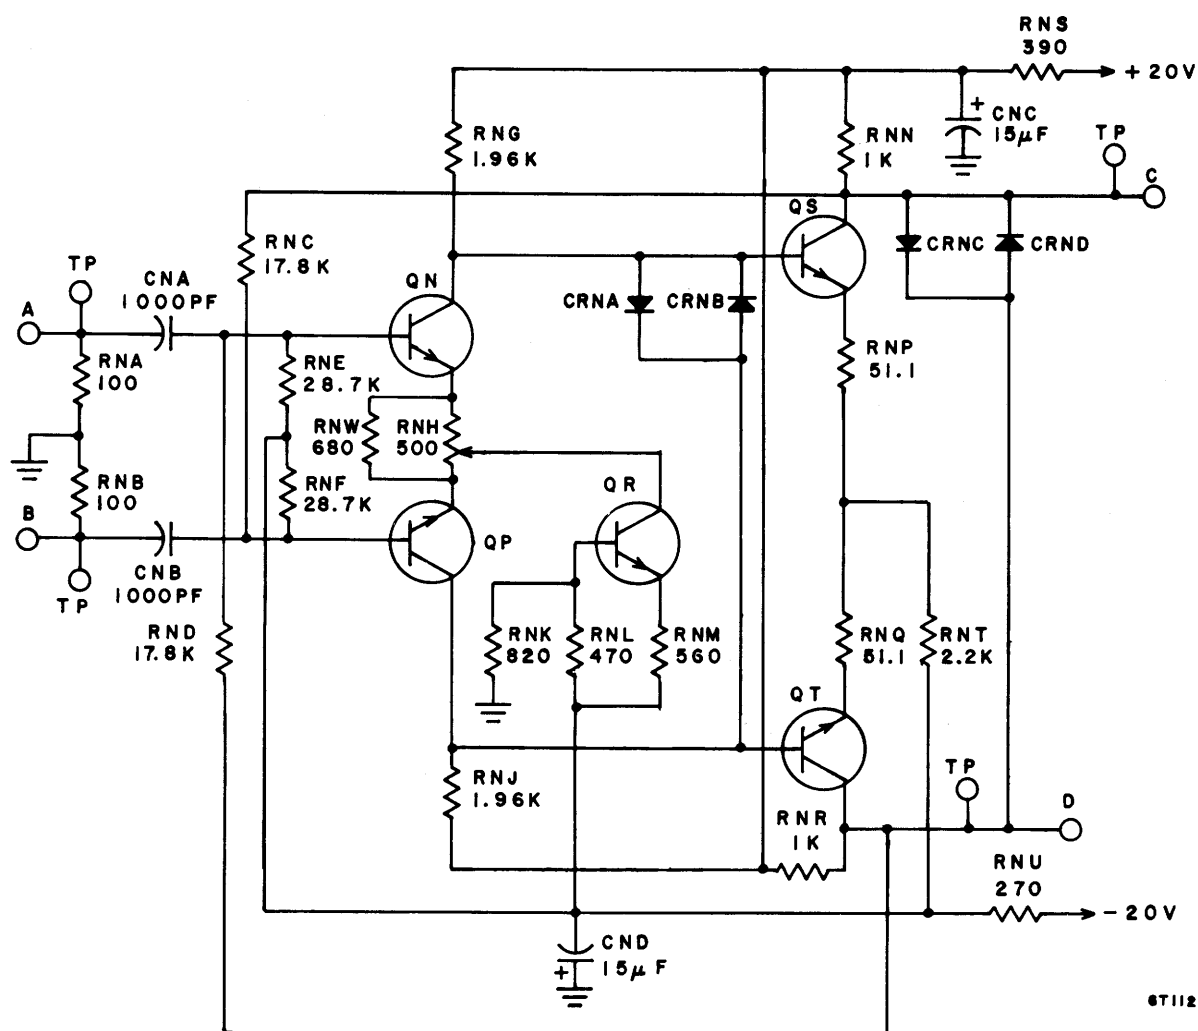 RNS
390
+20V
+
CNC
15μF
TP
C
RNG
1.96K
RNN
1K
QS
RNC
17.8K
CRNC
CRND
TP
CNA
1000PF
QN
A
CRNA
CRNB
RNA
100
RNE
28.7K
RNP
51.1
RNW
680
RNH
500
RNB
100
RNF
28.7K
QR
B
QP
CNB
1000PF
TP
RND
17.8K
RNK
820
RNL
470
RNM
560
RNQ
51.1
RNT
2.2K
QT
RNJ
1.96K
TP
D
RNR
1K
RNU
270
-20V
CND
15μF
+
6T112